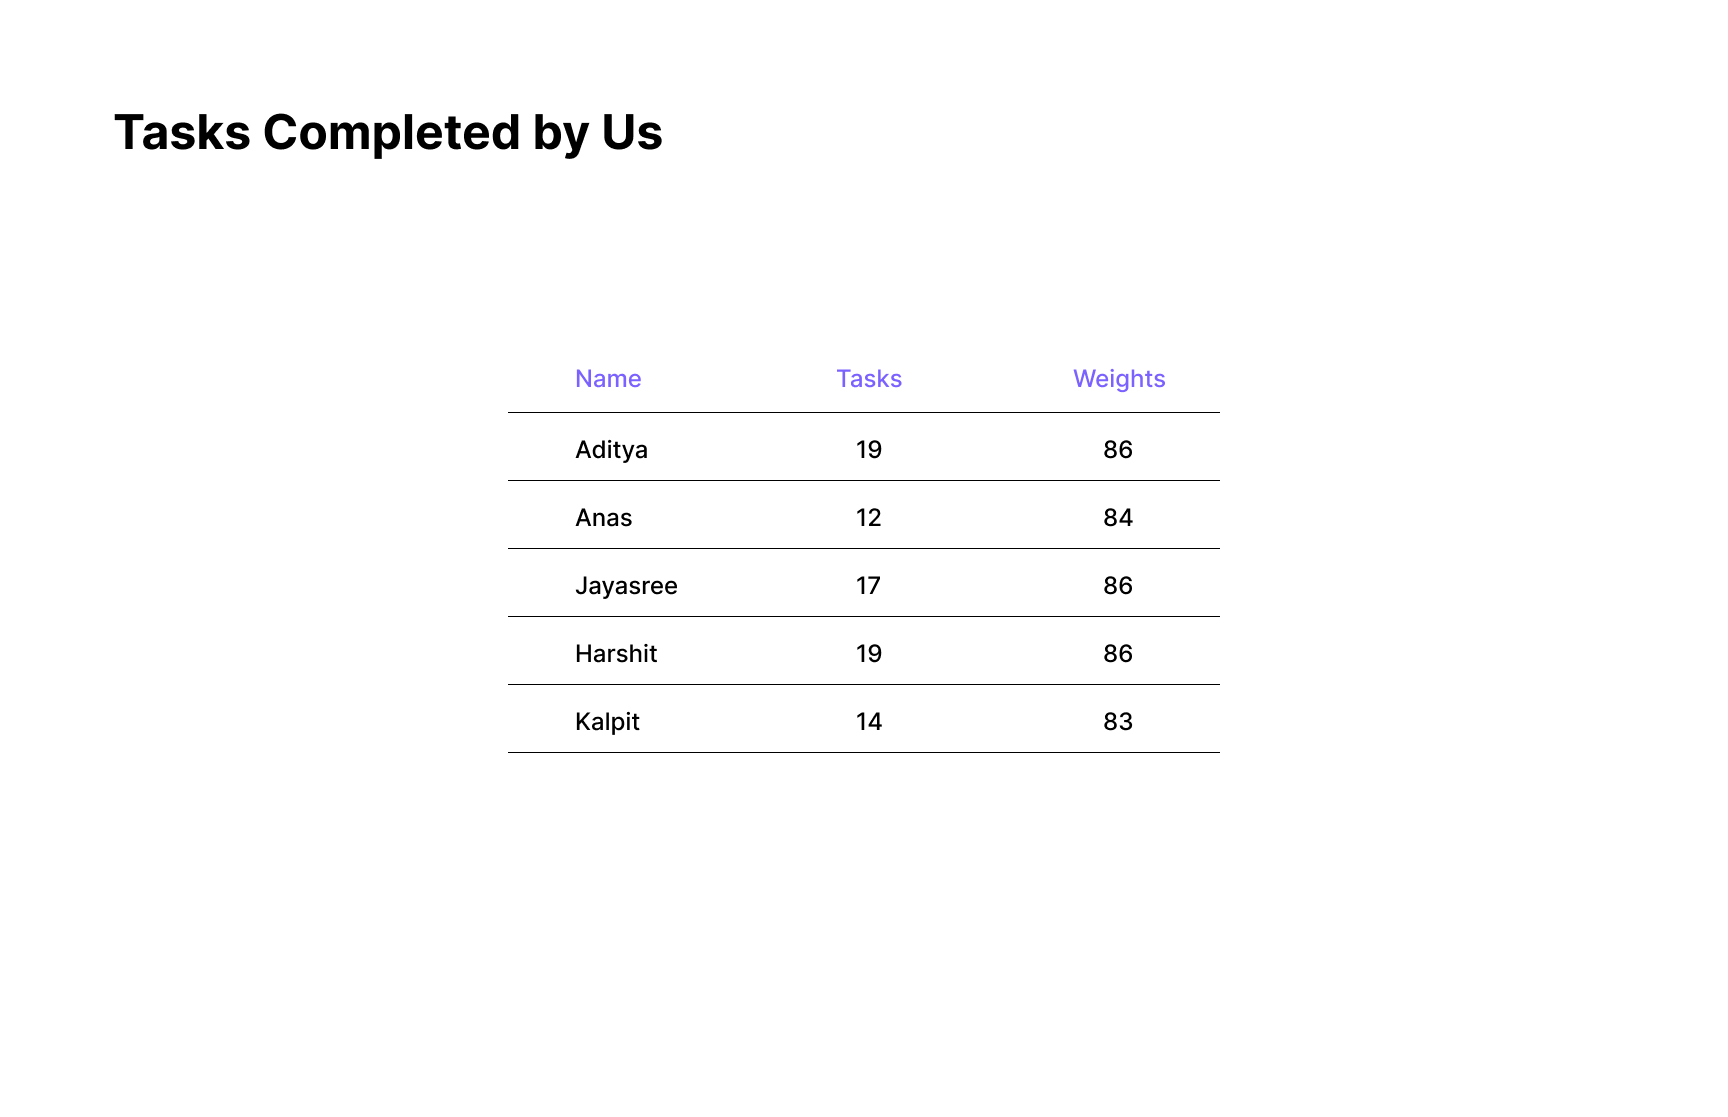 Tasks Completed by Us
Name Tasks Weights
Aditya 19 86
Anas 12 84
Jayasree 17 86
Harshit 19 86
Kalpit 14 83